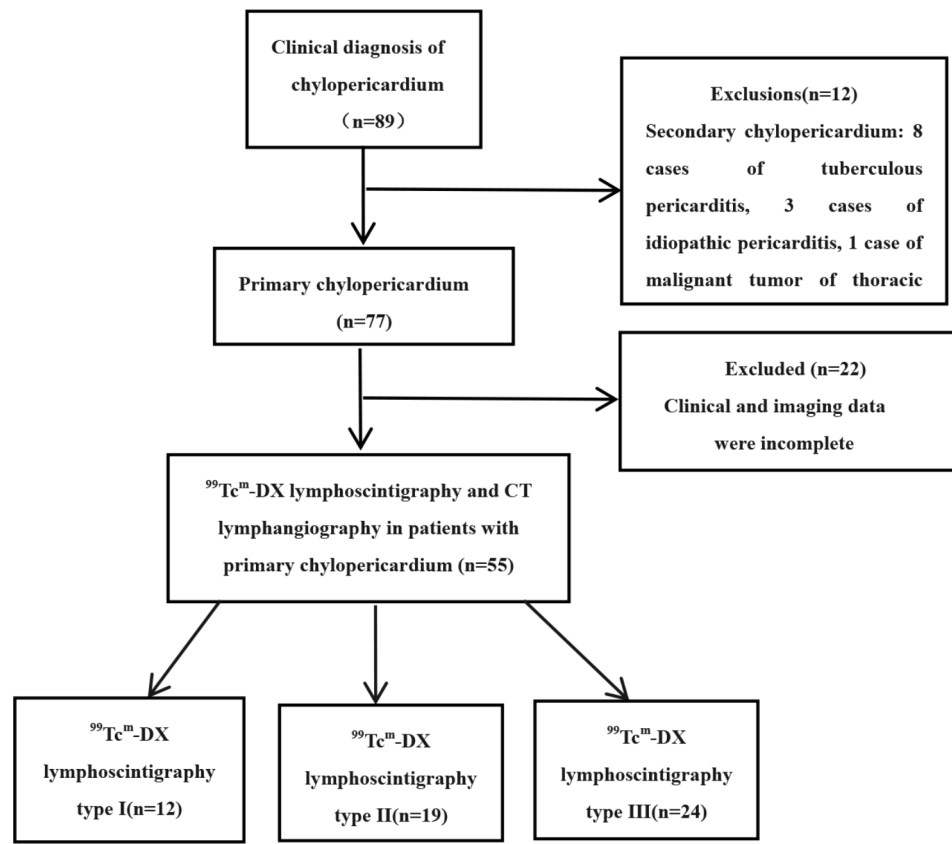 Clinical diagnosis of
chylopericardium
（n=89）
Exclusions(n=12)
Secondary chylopericardium: 8
cases of tuberculous
pericarditis, 3 cases of
idiopathic pericarditis, 1 case of
malignant tumor of thoracic
Primary chylopericardium
(n=77)
Excluded (n=22)
Clinical and imaging data
were incomplete
⁹⁹Tcᵐ-DX lymphoscintigraphy and CT
lymphangiography in patients with
primary chylopericardium (n=55)
⁹⁹Tcᵐ-DX
lymphoscintigraphy
type I(n=12)
⁹⁹Tcᵐ-DX
lymphoscintigraphy
type II(n=19)
⁹⁹Tcᵐ-DX
lymphoscintigraphy
type III(n=24)